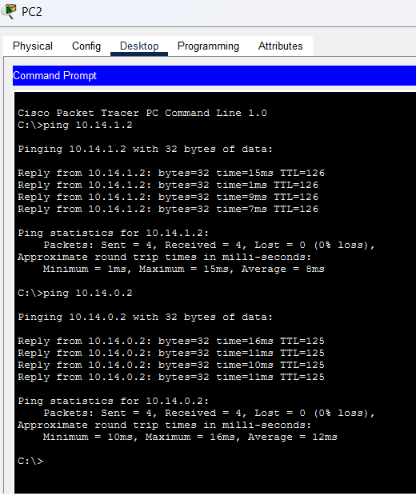 PC2
Physical Config Desktop Programming Attributes
Command Prompt
Cisco Packet Tracer PC Command Line 1.0
C:\>ping 10.14.1.2
Pinging 10.14.1.2 with 32 bytes of data:
Reply from 10.14.1.2: bytes=32 time=15ms TTL=126
Reply from 10.14.1.2: bytes=32 time=1ms TTL=126
Reply from 10.14.1.2: bytes=32 time=9ms TTL=126
Reply from 10.14.1.2: bytes=32 time=7ms TTL=126
Ping statistics for 10.14.1.2:
Packets: Sent = 4, Received = 4, Lost = 0 (0% loss),
Approximate round trip times in milli-seconds:
Minimum = 1ms, Maximum = 15ms, Average = 8ms
C:\>ping 10.14.0.2
Pinging 10.14.0.2 with 32 bytes of data:
Reply from 10.14.0.2: bytes=32 time=16ms TTL=125
Reply from 10.14.0.2: bytes=32 time=11ms TTL=125
Reply from 10.14.0.2: bytes=32 time=10ms TTL=125
Reply from 10.14.0.2: bytes=32 time=11ms TTL=125
Ping statistics for 10.14.0.2:
Packets: Sent = 4, Received = 4, Lost = 0 (0% loss),
Approximate round trip times in milli-seconds:
Minimum = 10ms, Maximum = 16ms, Average = 12ms
C:\>